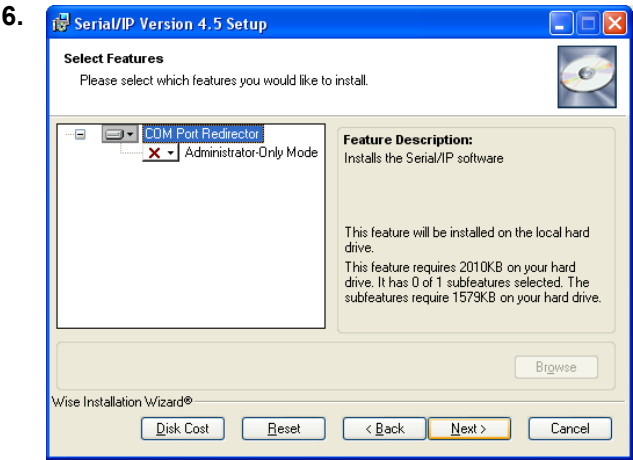 6.
Serial/IP Version 4.5 Setup
Select Features
Please select which features you would like to install.
COM Port Redirector
Administrator-Only Mode
Feature Description:
Installs the Serial/IP software
This feature will be installed on the local hard
drive.
This feature requires 2010KB on your hard
drive. It has 0 of 1 subfeatures selected. The
subfeatures require 1579KB on your hard drive.
Browse
Wise Installation Wizard®
Disk Cost
Reset
< Back
Next >
Cancel